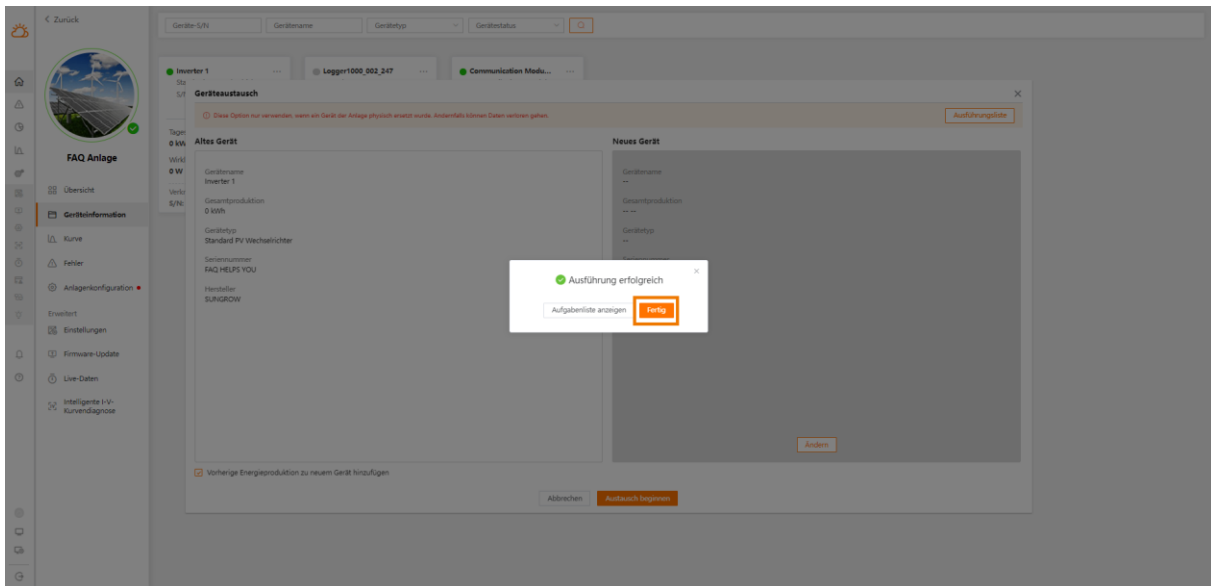 Zurück
FAQ Anlage
Übersicht
Geräteinformation
Kurve
Fehler
Anlagenkonfiguration
Erweitert
Einstellungen
Firmware-Update
Live-Daten
Intelligente I-V-
Kurvendiagnose
Geräte-S/N Gerätename Gerätetyp Gerätestatus
Inverter 1 ... Logger1000_002_247 ... Communication Modu... ...
Geräteaustausch
Diese Option nur verwenden, wenn ein Gerät der Anlage physisch ersetzt wurde. Andernfalls können Daten verloren gehen.
Ausführungsliste
Altes Gerät
Gerätename
Inverter 1
Gesamtproduktion
0 kWh
Gerätetyp
Standard PV Wechselrichter
Seriennummer
FAQ HELPS YOU
Hersteller
SUNGROW
Neues Gerät
Gerätename
--
Gesamtproduktion
-- --
Gerätetyp
--
Ausführung erfolgreich
Aufgabenliste anzeigen Fertig
Ändern
Vorherige Energieproduktion zu neuem Gerät hinzufügen
Abbrechen Austausch beginnen